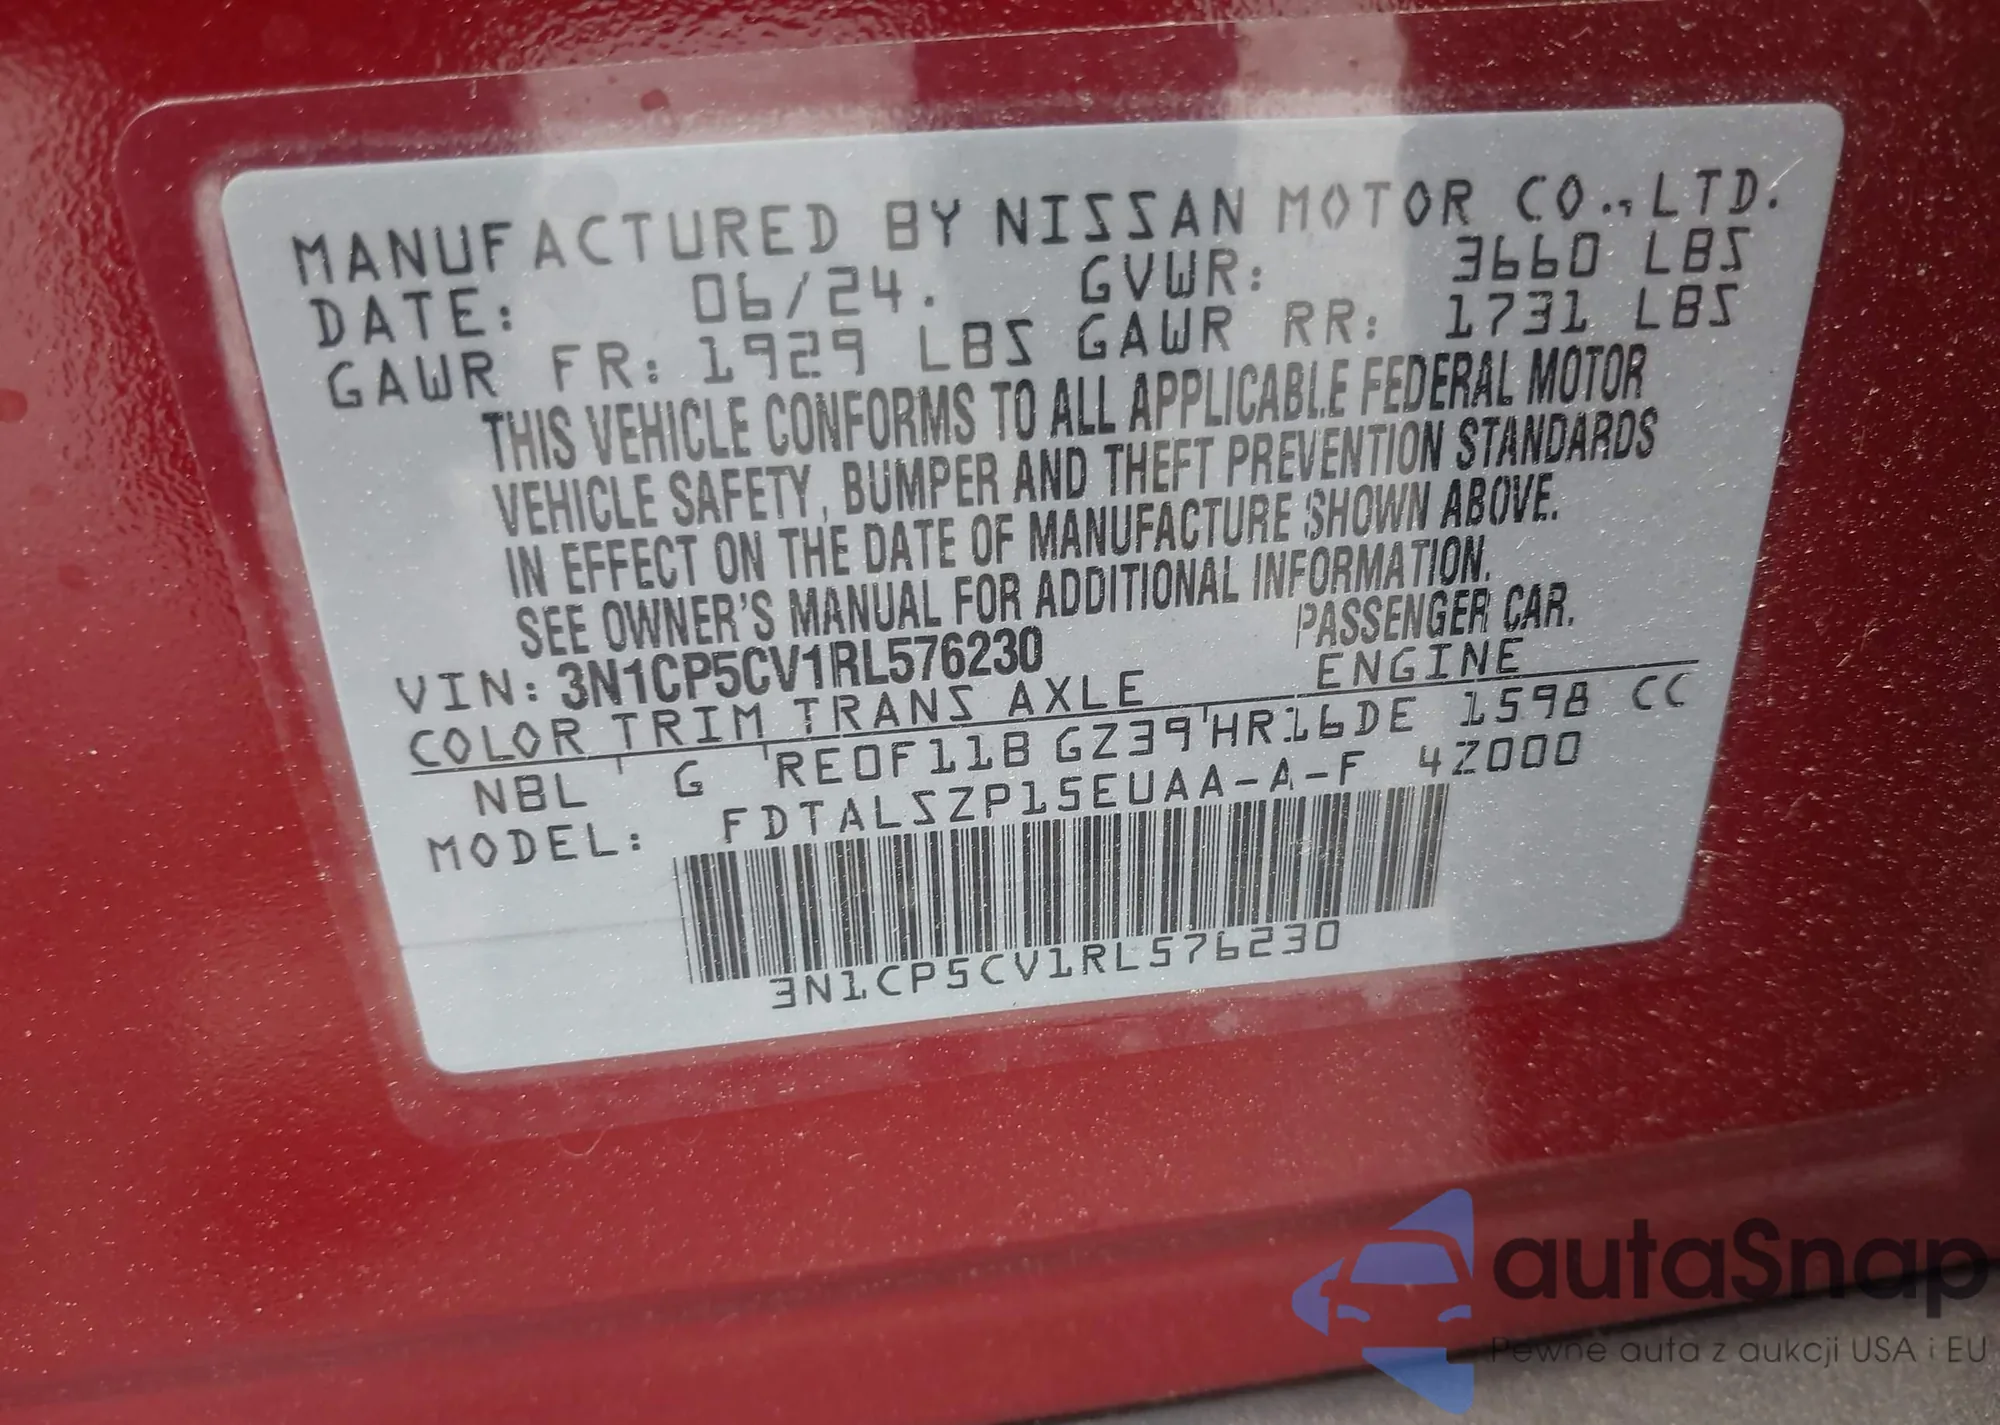 MANUFACTURED BY NISSAN MOTOR CO.,LTD.
DATE: 06/24. GVWR: 3660 LBS
GAWR FR: 1929 LBS GAWR RR: 1731 LBS
THIS VEHICLE CONFORMS TO ALL APPLICABLE FEDERAL MOTOR
VEHICLE SAFETY, BUMPER AND THEFT PREVENTION STANDARDS
IN EFFECT ON THE DATE OF MANUFACTURE SHOWN ABOVE.
SEE OWNER'S MANUAL FOR ADDITIONAL INFORMATION.
VIN: 3N1CP5CV1RL576230 PASSENGER CAR.
COLOR TRIM TRANS AXLE ENGINE
NBL G RE0F11B GZ39 HR16DE 1598 CC
MODEL: FDTALSZP15EUAA-A-F 4Z000
3N1CP5CV1RL576230
autaSnap
Pewne auta z aukcji USA i EU